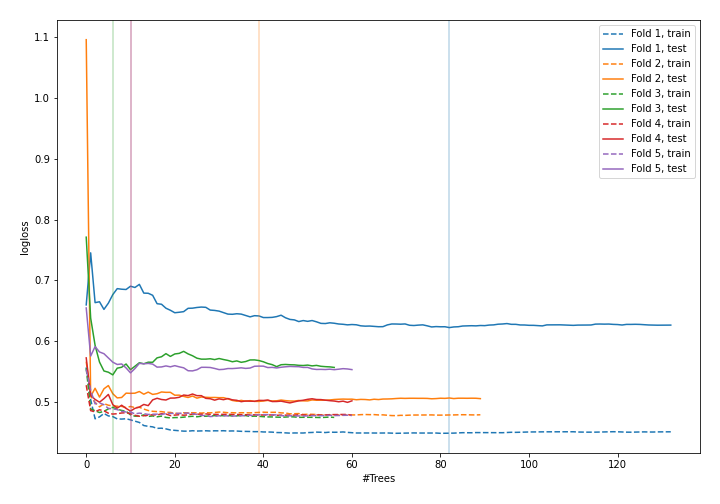 1.1
1.0
0.9
0.8
0.7
0.6
0.5
logloss
0 20 40 60 80 100 120
#Trees
Fold 1, train
Fold 1, test
Fold 2, train
Fold 2, test
Fold 3, train
Fold 3, test
Fold 4, train
Fold 4, test
Fold 5, train
Fold 5, test